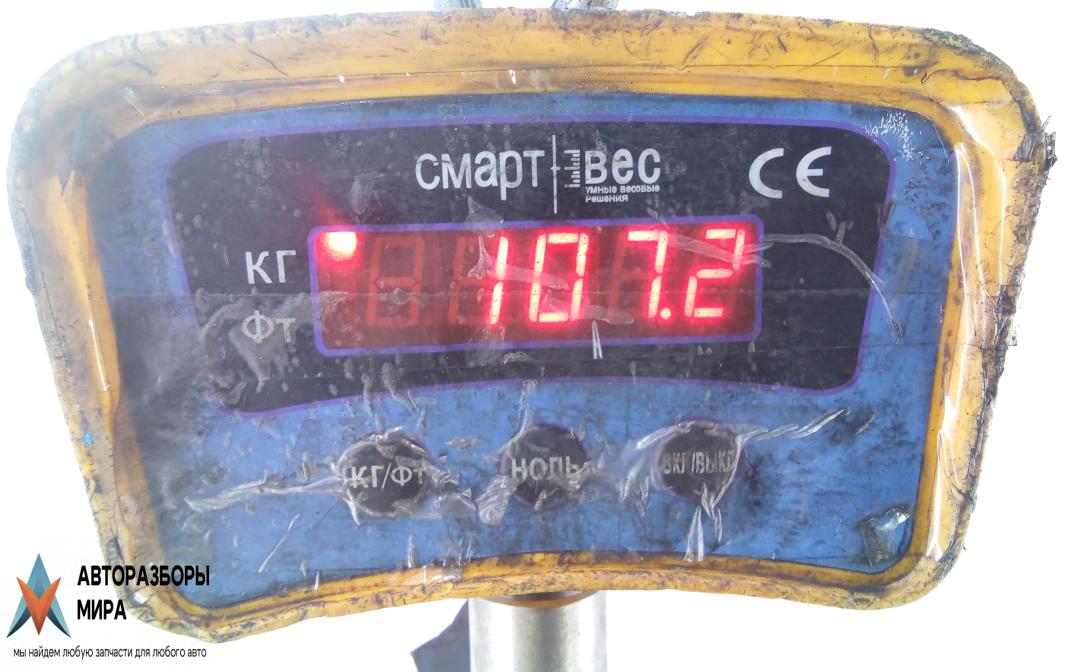 смарт вес
умные весовые
решения
CE
КГ
107.2
ФТ
КГ/ФТ
НОЛЬ
ВКЛ/ВЫКЛ
АВТОРАЗБОРЫ
МИРА
мы найдем любую запчасти для любого авто